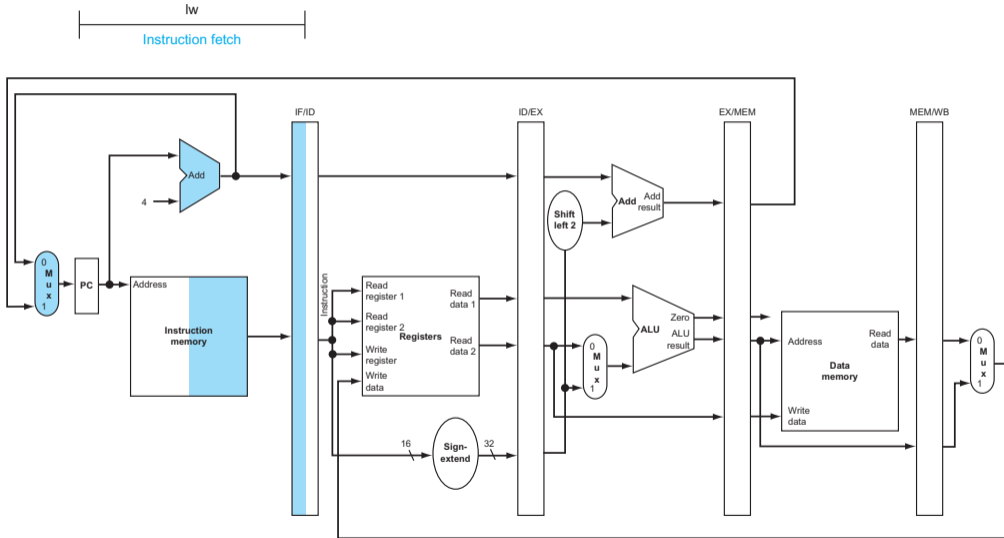 lw
Instruction fetch
IF/ID
ID/EX
EX/MEM
MEM/WB
Add
4
Shift
left 2
Add
Add
result
0
M
u
x
1
PC
Address
Instruction
memory
Instruction
Read
register 1
Read
register 2
Write
register
Write
data
Registers
Read
data 1
Read
data 2
0
M
u
x
1
ALU
Zero
ALU
result
Address
Write
data
Data
memory
Read
data
0
M
u
x
1
16
Sign-
extend
32